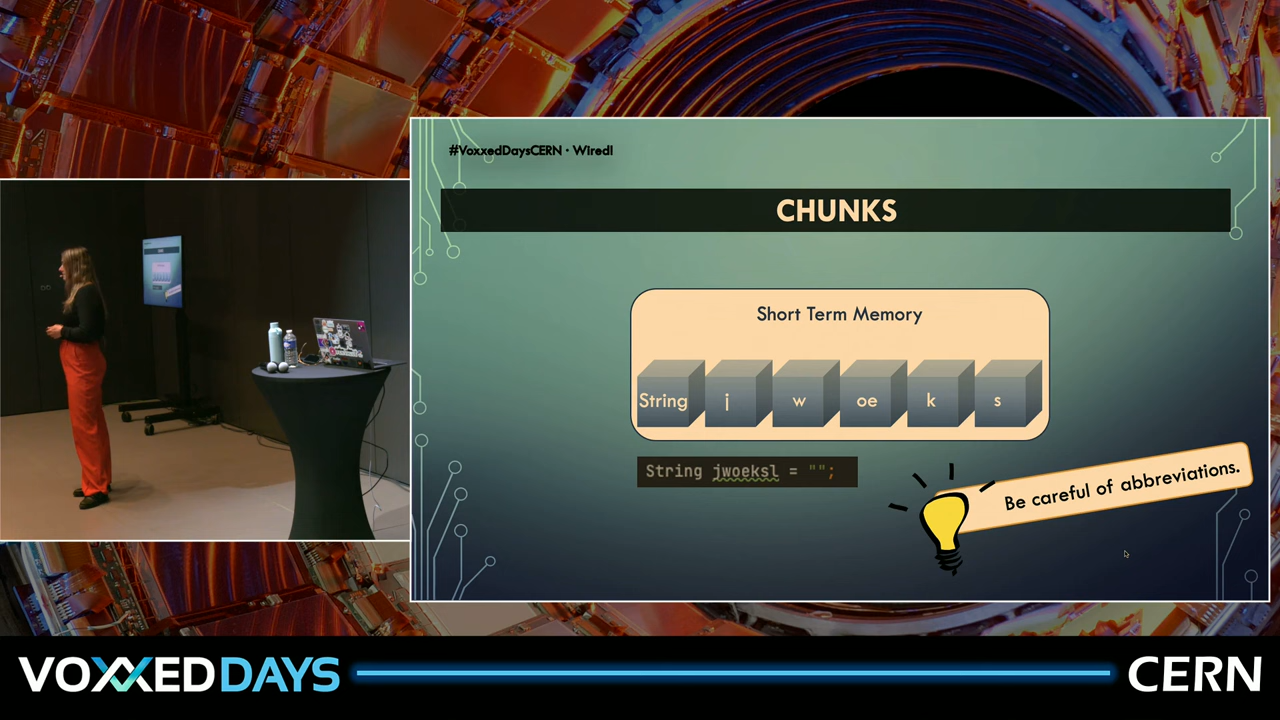 #VoxxedDaysCERN · Wired!
CHUNKS
Short Term Memory
String j w oe k s
String jwoeksl = "";
Be careful of abbreviations.
VOXXEDDAYS
CERN